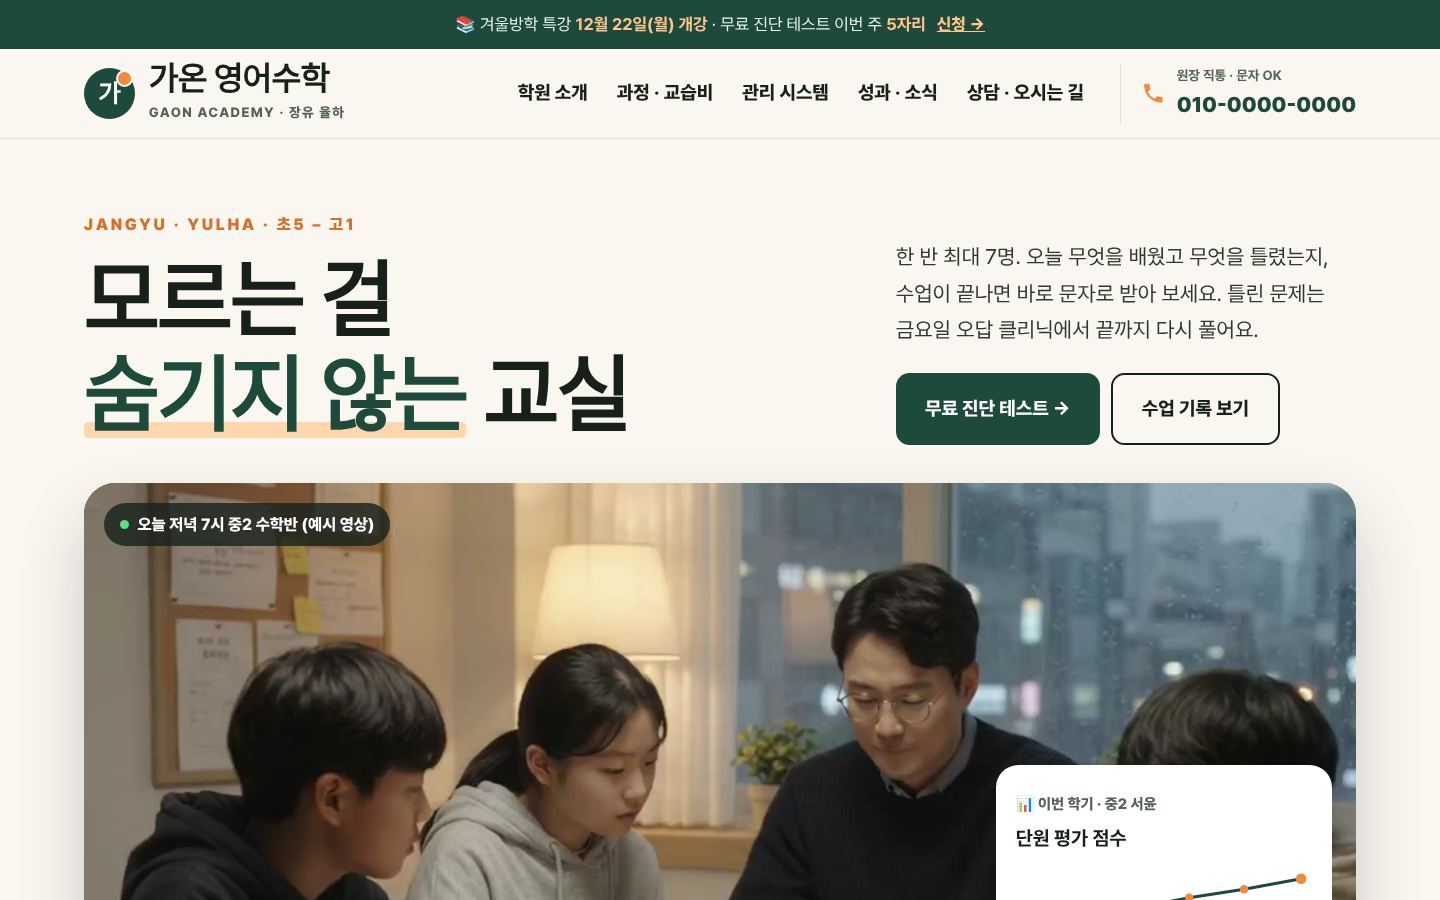 📚 겨울방학 특강 12월 22일(월) 개강 · 무료 진단 테스트 이번 주 5자리 신청 →
가
가온 영어수학
GAON ACADEMY · 장유 율하
학원 소개
과정 · 교습비
관리 시스템
성과 · 소식
상담 · 오시는 길
원장 직통 · 문자 OK
010-0000-0000
JANGYU · YULHA · 초5 – 고1
모르는 걸
숨기지 않는 교실
한 반 최대 7명. 오늘 무엇을 배웠고 무엇을 틀렸는지,
수업이 끝나면 바로 문자로 받아 보세요. 틀린 문제는
금요일 오답 클리닉에서 끝까지 다시 풀어요.
무료 진단 테스트 →
수업 기록 보기
오늘 저녁 7시 중2 수학반 (예시 영상)
📊 이번 학기 · 중2 서윤
단원 평가 점수